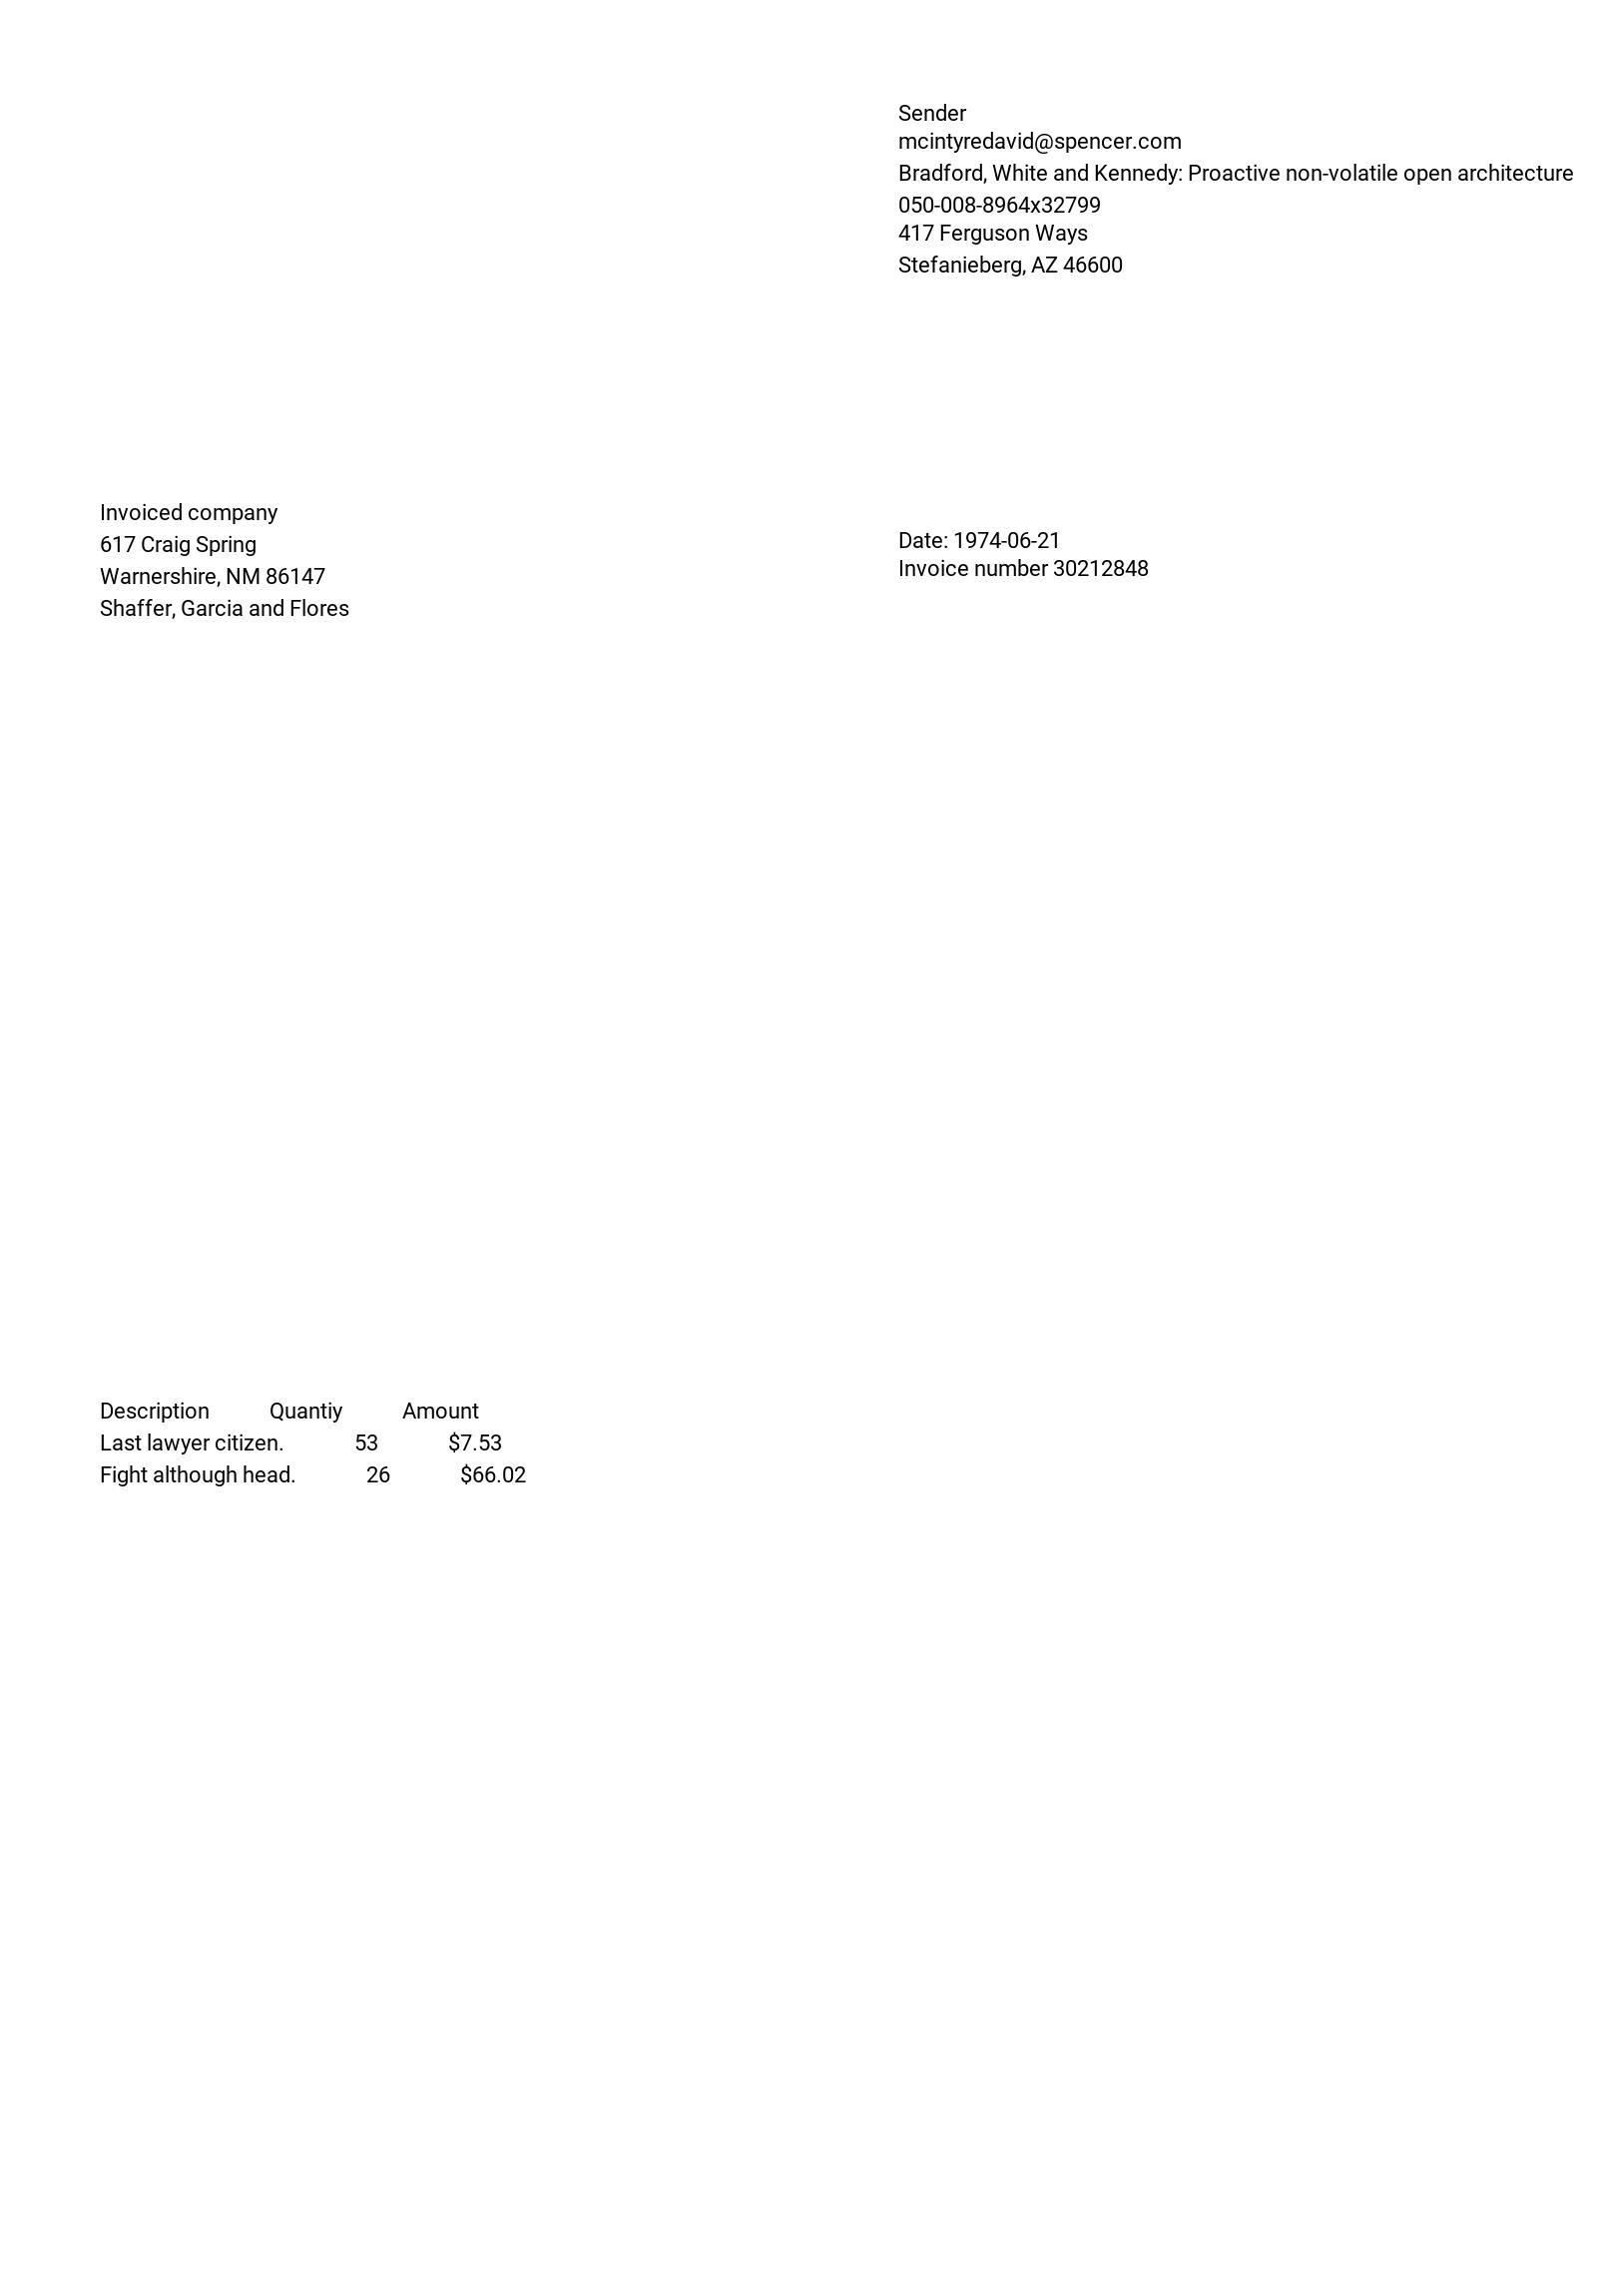 Sender
mcintyredavid@spencer.com
Bradford, White and Kennedy: Proactive non-volatile open architecture
050-008-8964x32799
417 Ferguson Ways
Stefanieberg, AZ 46600
Invoiced company
617 Craig Spring
Warnershire, NM 86147
Shaffer, Garcia and Flores
Date: 1974-06-21
Invoice number 30212848
Description Quantiy Amount
Last lawyer citizen. 53 $7.53
Fight although head. 26 $66.02